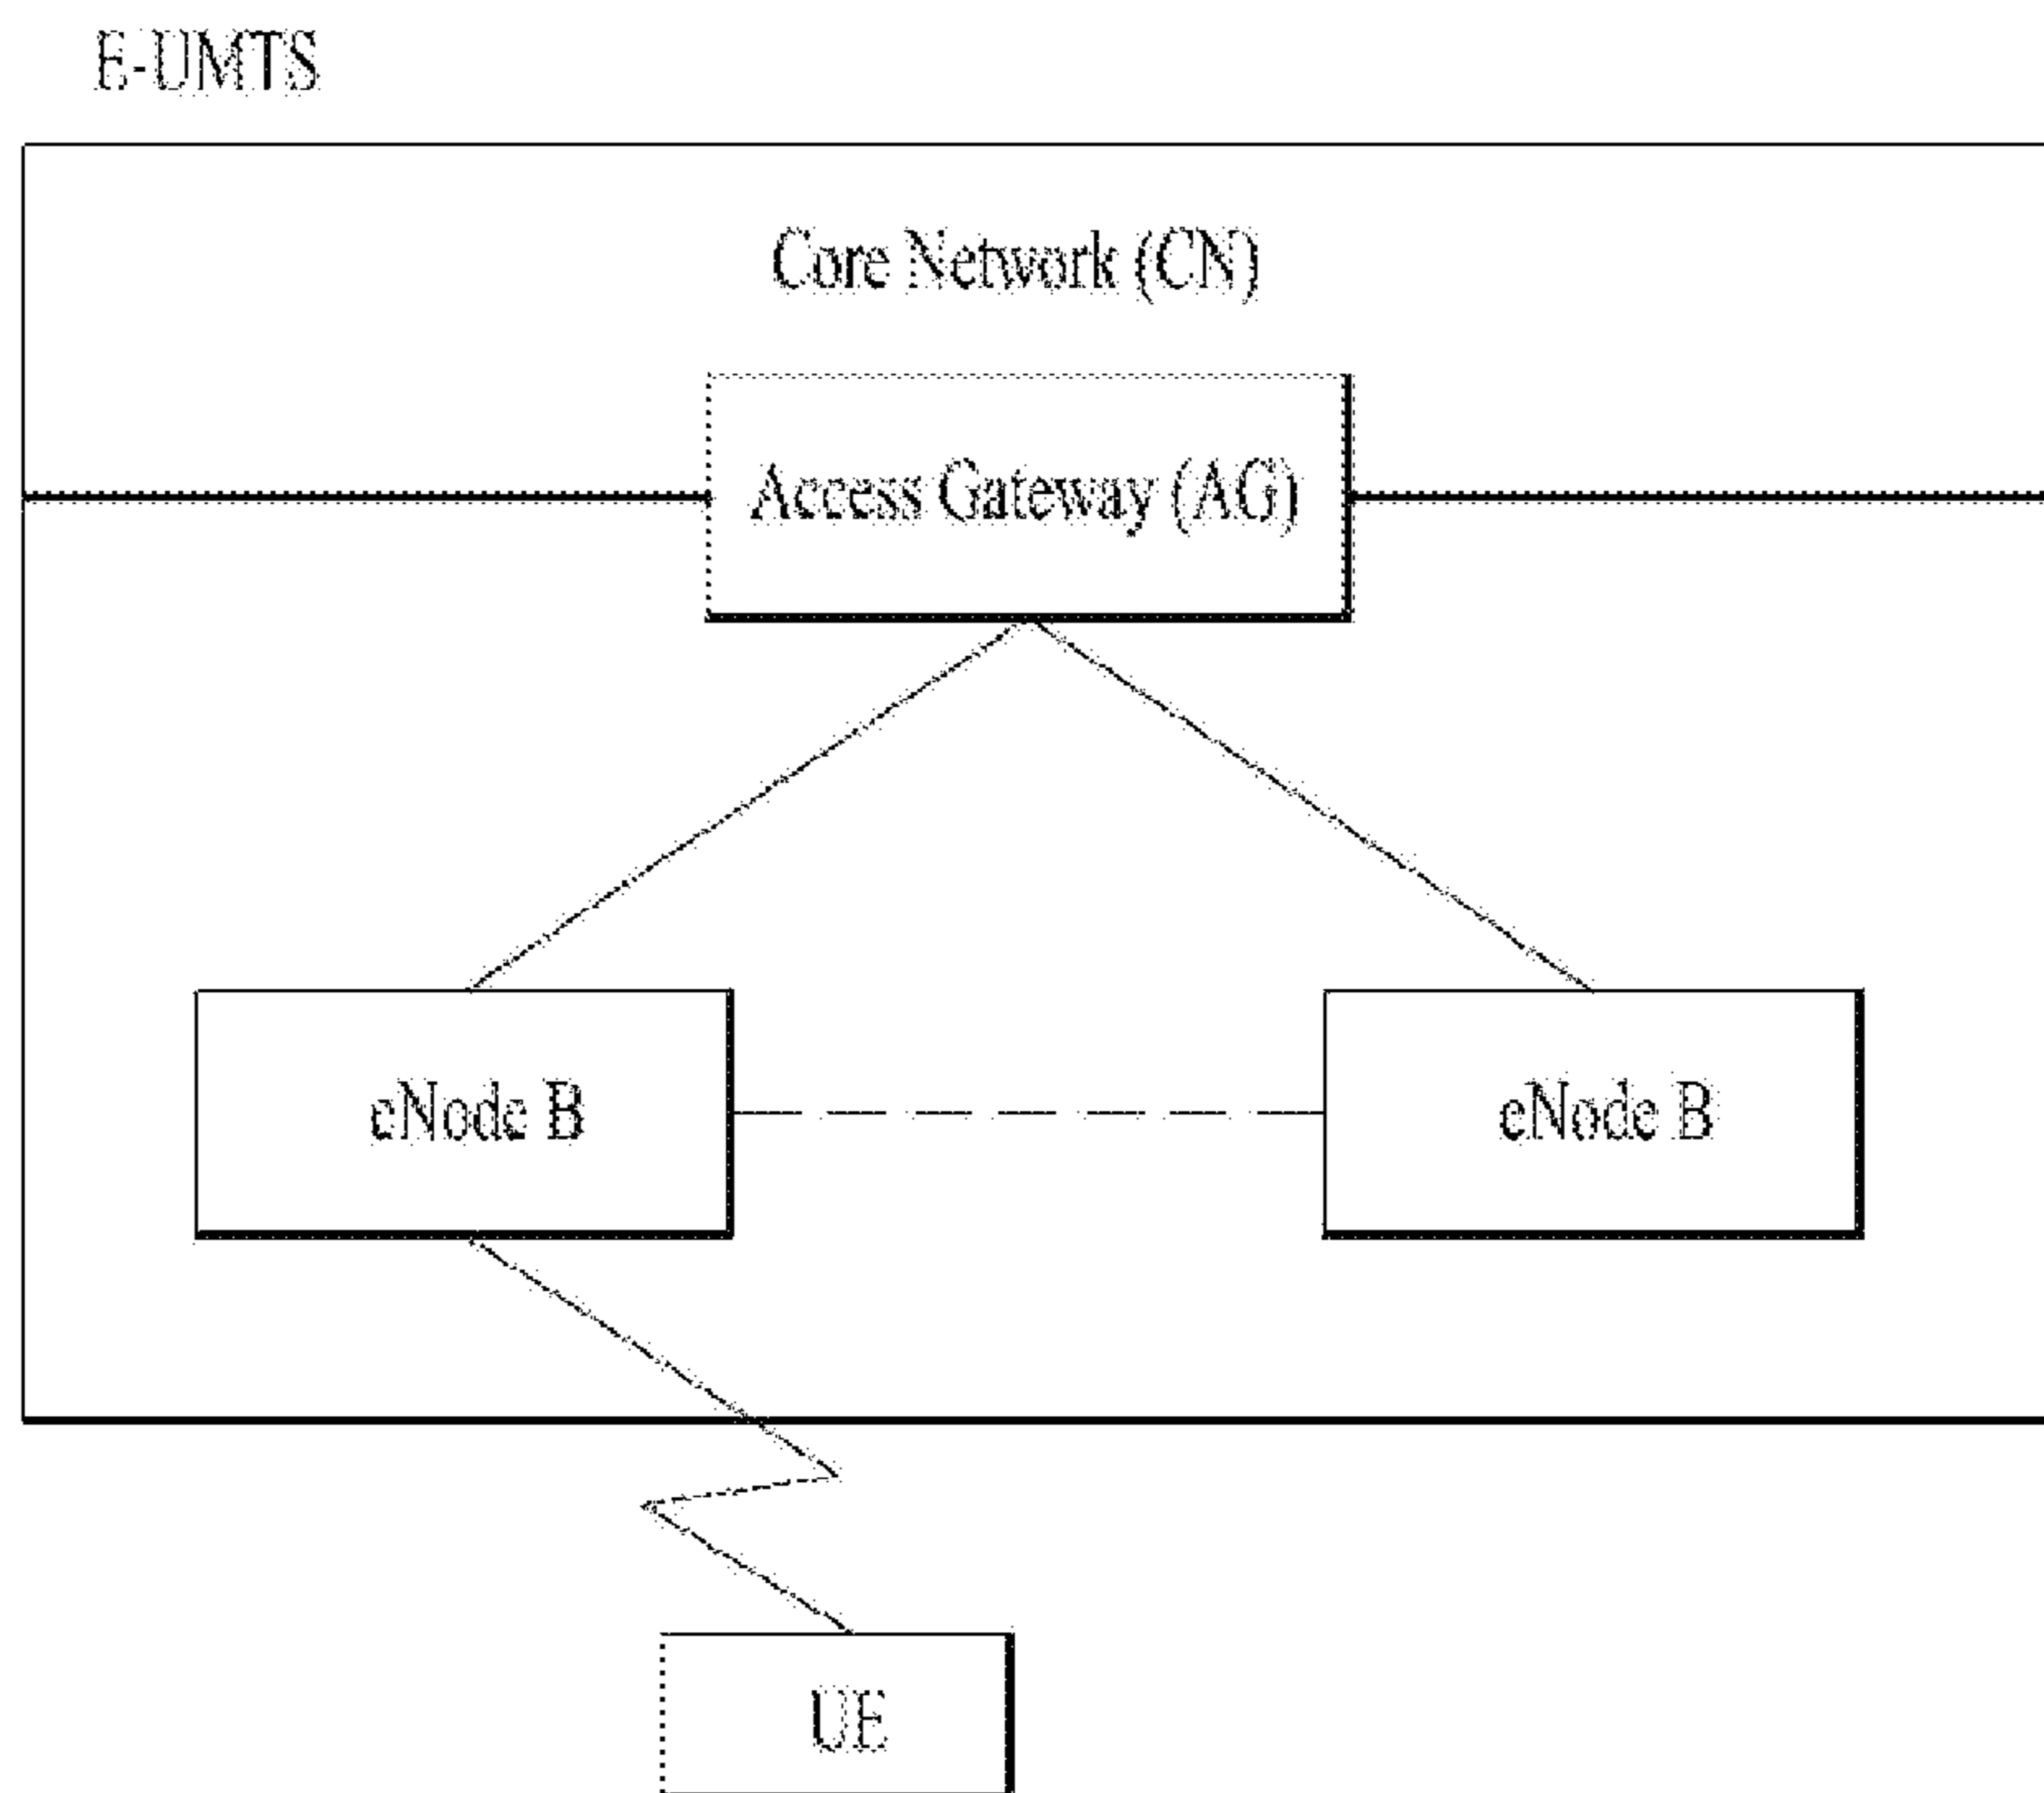 E-UMTS
Core Network (CN)
Access Gateway (AG)
eNode B
eNode B
UE